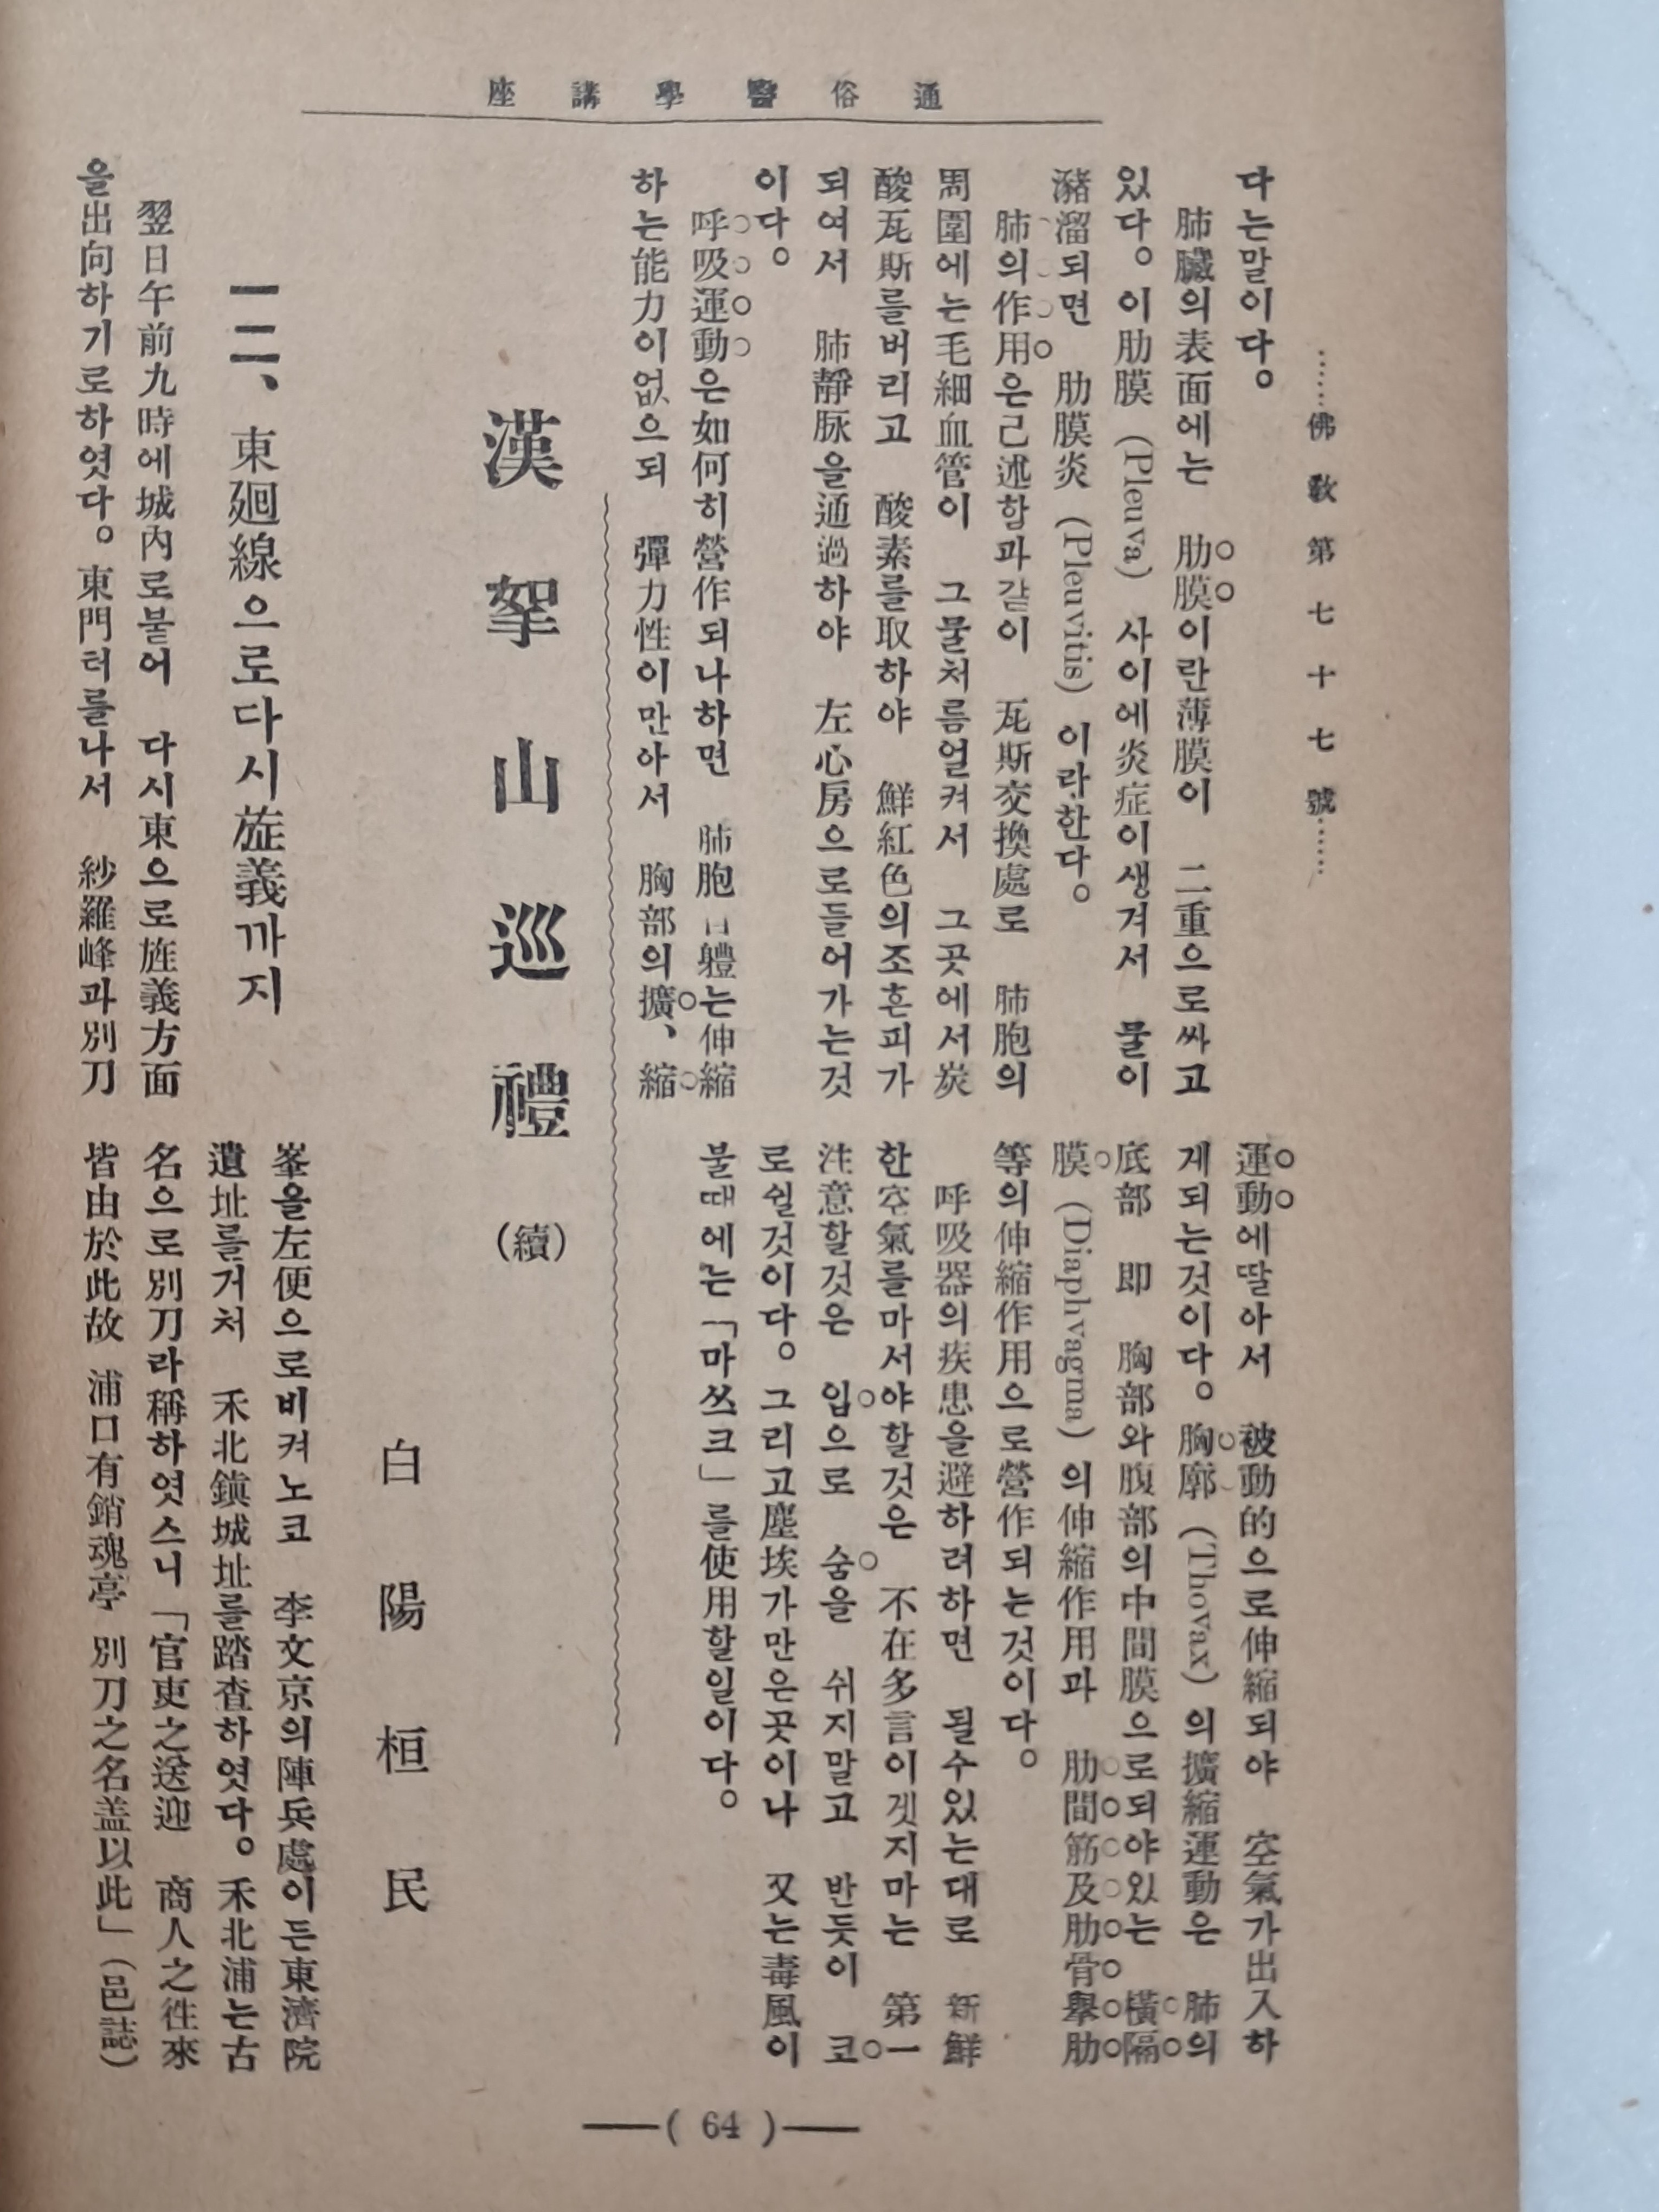 ……佛敎第七十七號……
通俗醫學講座
다는말이다。
肺臟의表面에는 肋膜이란薄膜이 二重으로싸고
있다。이肋膜(Pleuva) 사이에炎症이생겨서 물이
瀦溜되면 肋膜炎(Pleuvitis)이라한다。
肺의作用은己述함과같이 瓦斯交換處로 肺胞의
周圍에는毛細血管이 그물처름얼켜서 그곳에서炭
酸瓦斯를버리고 酸素를取하야 鮮紅色의조흔피가
되여서 肺靜脉을通過하야 左心房으로들어가는것
이다。
呼吸運動은如何히營作되나하면 肺胞自軆는伸縮
하는能力이없으되 彈力性이만아서 胸部의擴、縮
運動에딸아서 被動的으로伸縮되야 空氣가出入하
게되는것이다。胸廓(Thovax)의擴縮運動은 肺의
底部 即 胸部와腹部의中間膜으로되야있는 橫隔
膜(Diaphvagma)의伸縮作用과 肋間筋及肋骨擧肋
等의伸縮作用으로營作되는것이다。
呼吸器의疾患을避하려하면 될수있는대로 新鮮
한空氣를마서야할것은 不在多言이겟지마는 第一
注意할것은 입으로 숨을 쉬지말고 반듯이 코
로쉴것이다。그리고塵埃가만은곳이나 又는毒風이
불때에는「마쓰크」를使用할일이다。
漢拏山巡禮(續)
白陽桓民
一二、東廻線으로다시旌義까지
翌日午前九時에城內로붙어 다시東으로旌義方面
을出向하기로하엿다。東門터를나서 紗羅峰과別刀
峯을左便으로비켜노코 李文京의陣兵處이든東濟院
遺址를거처 禾北鎭城址를踏査하엿다。禾北浦는古
名으로別刀라稱하엿스니「官吏之送迎 商人之徃來
皆由於此故 浦口有銷魂亭 別刀之名盖以此」(邑誌)
—( 64 )—